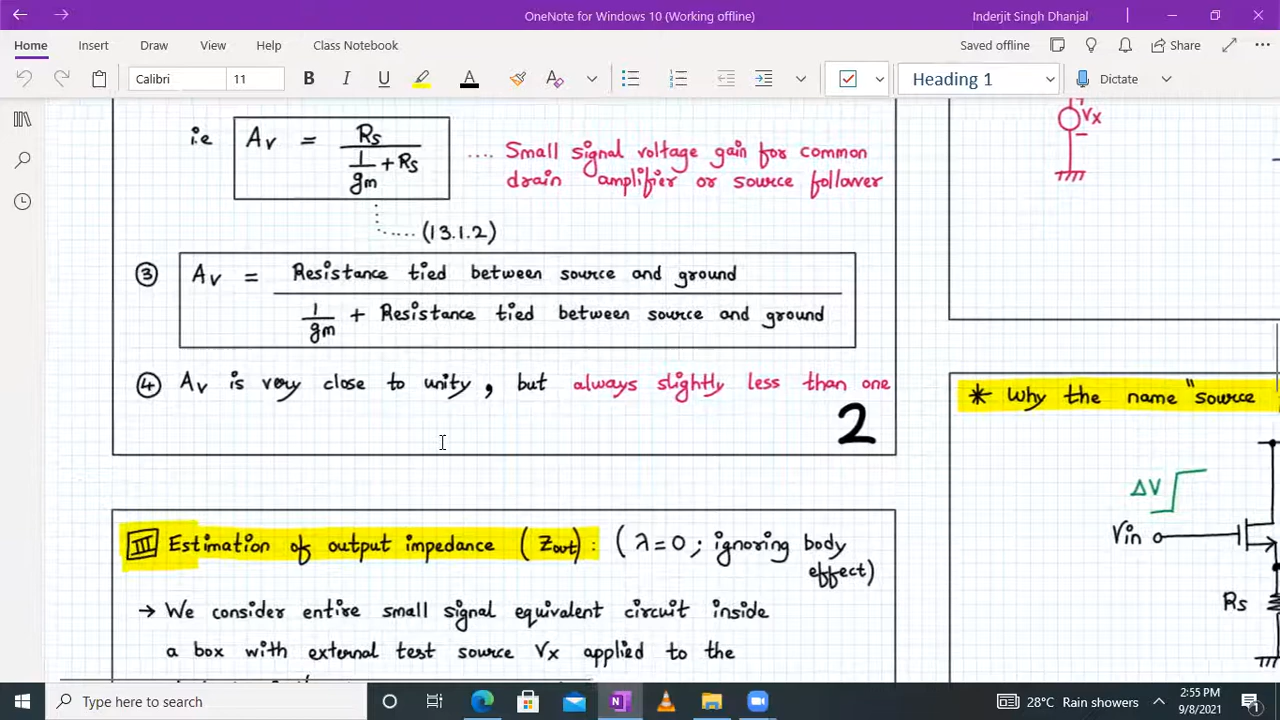 OneNote for Windows 10 (Working offline)
Inderjit Singh Dhanjal
Home Insert Draw View Help Class Notebook
Saved offline
Share
Calibri 11 B I U A
Heading 1
Dictate
i.e Av = Rs
1/gm + Rs
.... Small signal voltage gain for common
drain amplifier or source follower
...... (13.1.2)
③ Av = Resistance tied between source and ground
1/gm + Resistance tied between source and ground
④ Av is very close to unity, but always slightly less than one
2
III Estimation of output impedance (Zout) : (λ=0 ; ignoring body
effect)
→ We consider entire small signal equivalent circuit inside
a box with external test source Vx applied to the
+
Vx
−
* Why the name "source
ΔV
Vin
Rs
Type here to search
28°C Rain showers
2:55 PM
9/8/2021
1